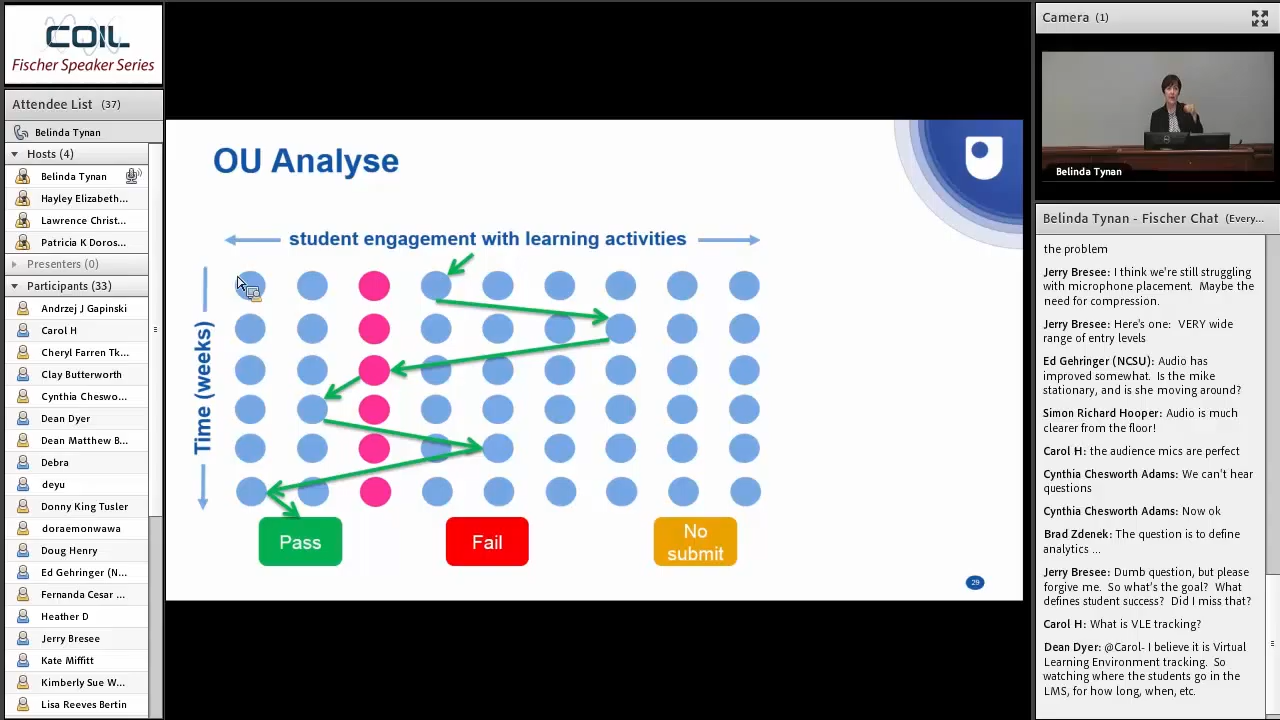 COIL
Fischer Speaker Series
Attendee List (37)
Belinda Tynan
Hosts (4)
Belinda Tynan
Hayley Elizabeth...
Lawrence Christ...
Patricia K Doros...
Presenters (0)
Participants (33)
Andrzej J Gapinski
Carol H
Cheryl Farren Tk...
Clay Butterworth
Cynthia Cheswo...
Dean Dyer
Dean Matthew B...
Debra
deyu
Donny King Tusler
doraemonwawa
Doug Henry
Ed Gehringer (N...
Fernanda Cesar ...
Heather D
Jerry Bresee
Kate Miffitt
Kimberly Sue W...
Lisa Reeves Bertin
OU Analyse
student engagement with learning activities
Time (weeks)
Pass
Fail
No
submit
29
Camera (1)
Belinda Tynan
Belinda Tynan - Fischer Chat (Every...
the problem
Jerry Bresee: I think we're still struggling
with microphone placement. Maybe the
need for compression.
Jerry Bresee: Here's one: VERY wide
range of entry levels
Ed Gehringer (NCSU): Audio has
improved somewhat. Is the mike
stationary, and is she moving around?
Simon Richard Hooper: Audio is much
clearer from the floor!
Carol H: the audience mics are perfect
Cynthia Chesworth Adams: We can't hear
questions
Cynthia Chesworth Adams: Now ok
Brad Zdenek: The question is to define
analytics ...
Jerry Bresee: Dumb question, but please
forgive me. So what's the goal? What
defines student success? Did I miss that?
Carol H: What is VLE tracking?
Dean Dyer: @Carol- I believe it is Virtual
Learning Environment tracking. So
watching where the students go in the
LMS, for how long, when, etc.